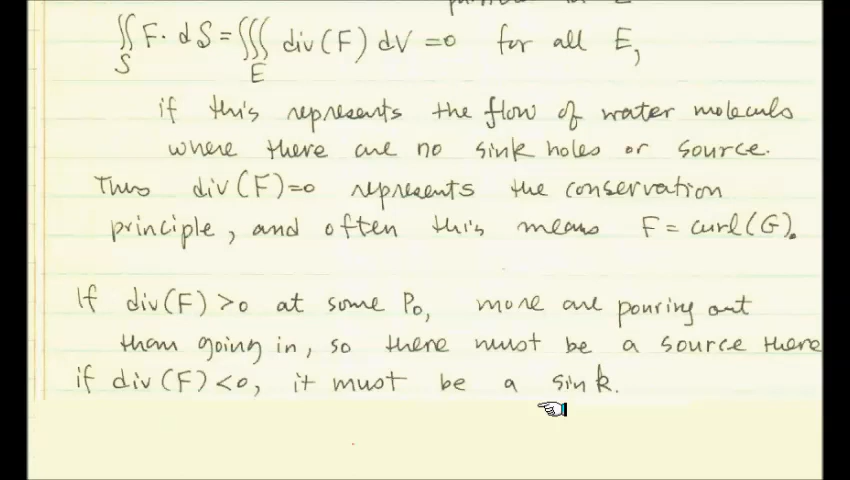 ∬ F · dS = ∭ div(F) dV = 0 for all E,
S E
if this represents the flow of water molecules
where there are no sink holes or source.
Thus div(F)=0 represents the conservation
principle, and often this means F = curl(G).
If div(F) >0 at some P₀, more are pouring out
than going in, so there must be a source there
if div(F) <0, it must be a sink.